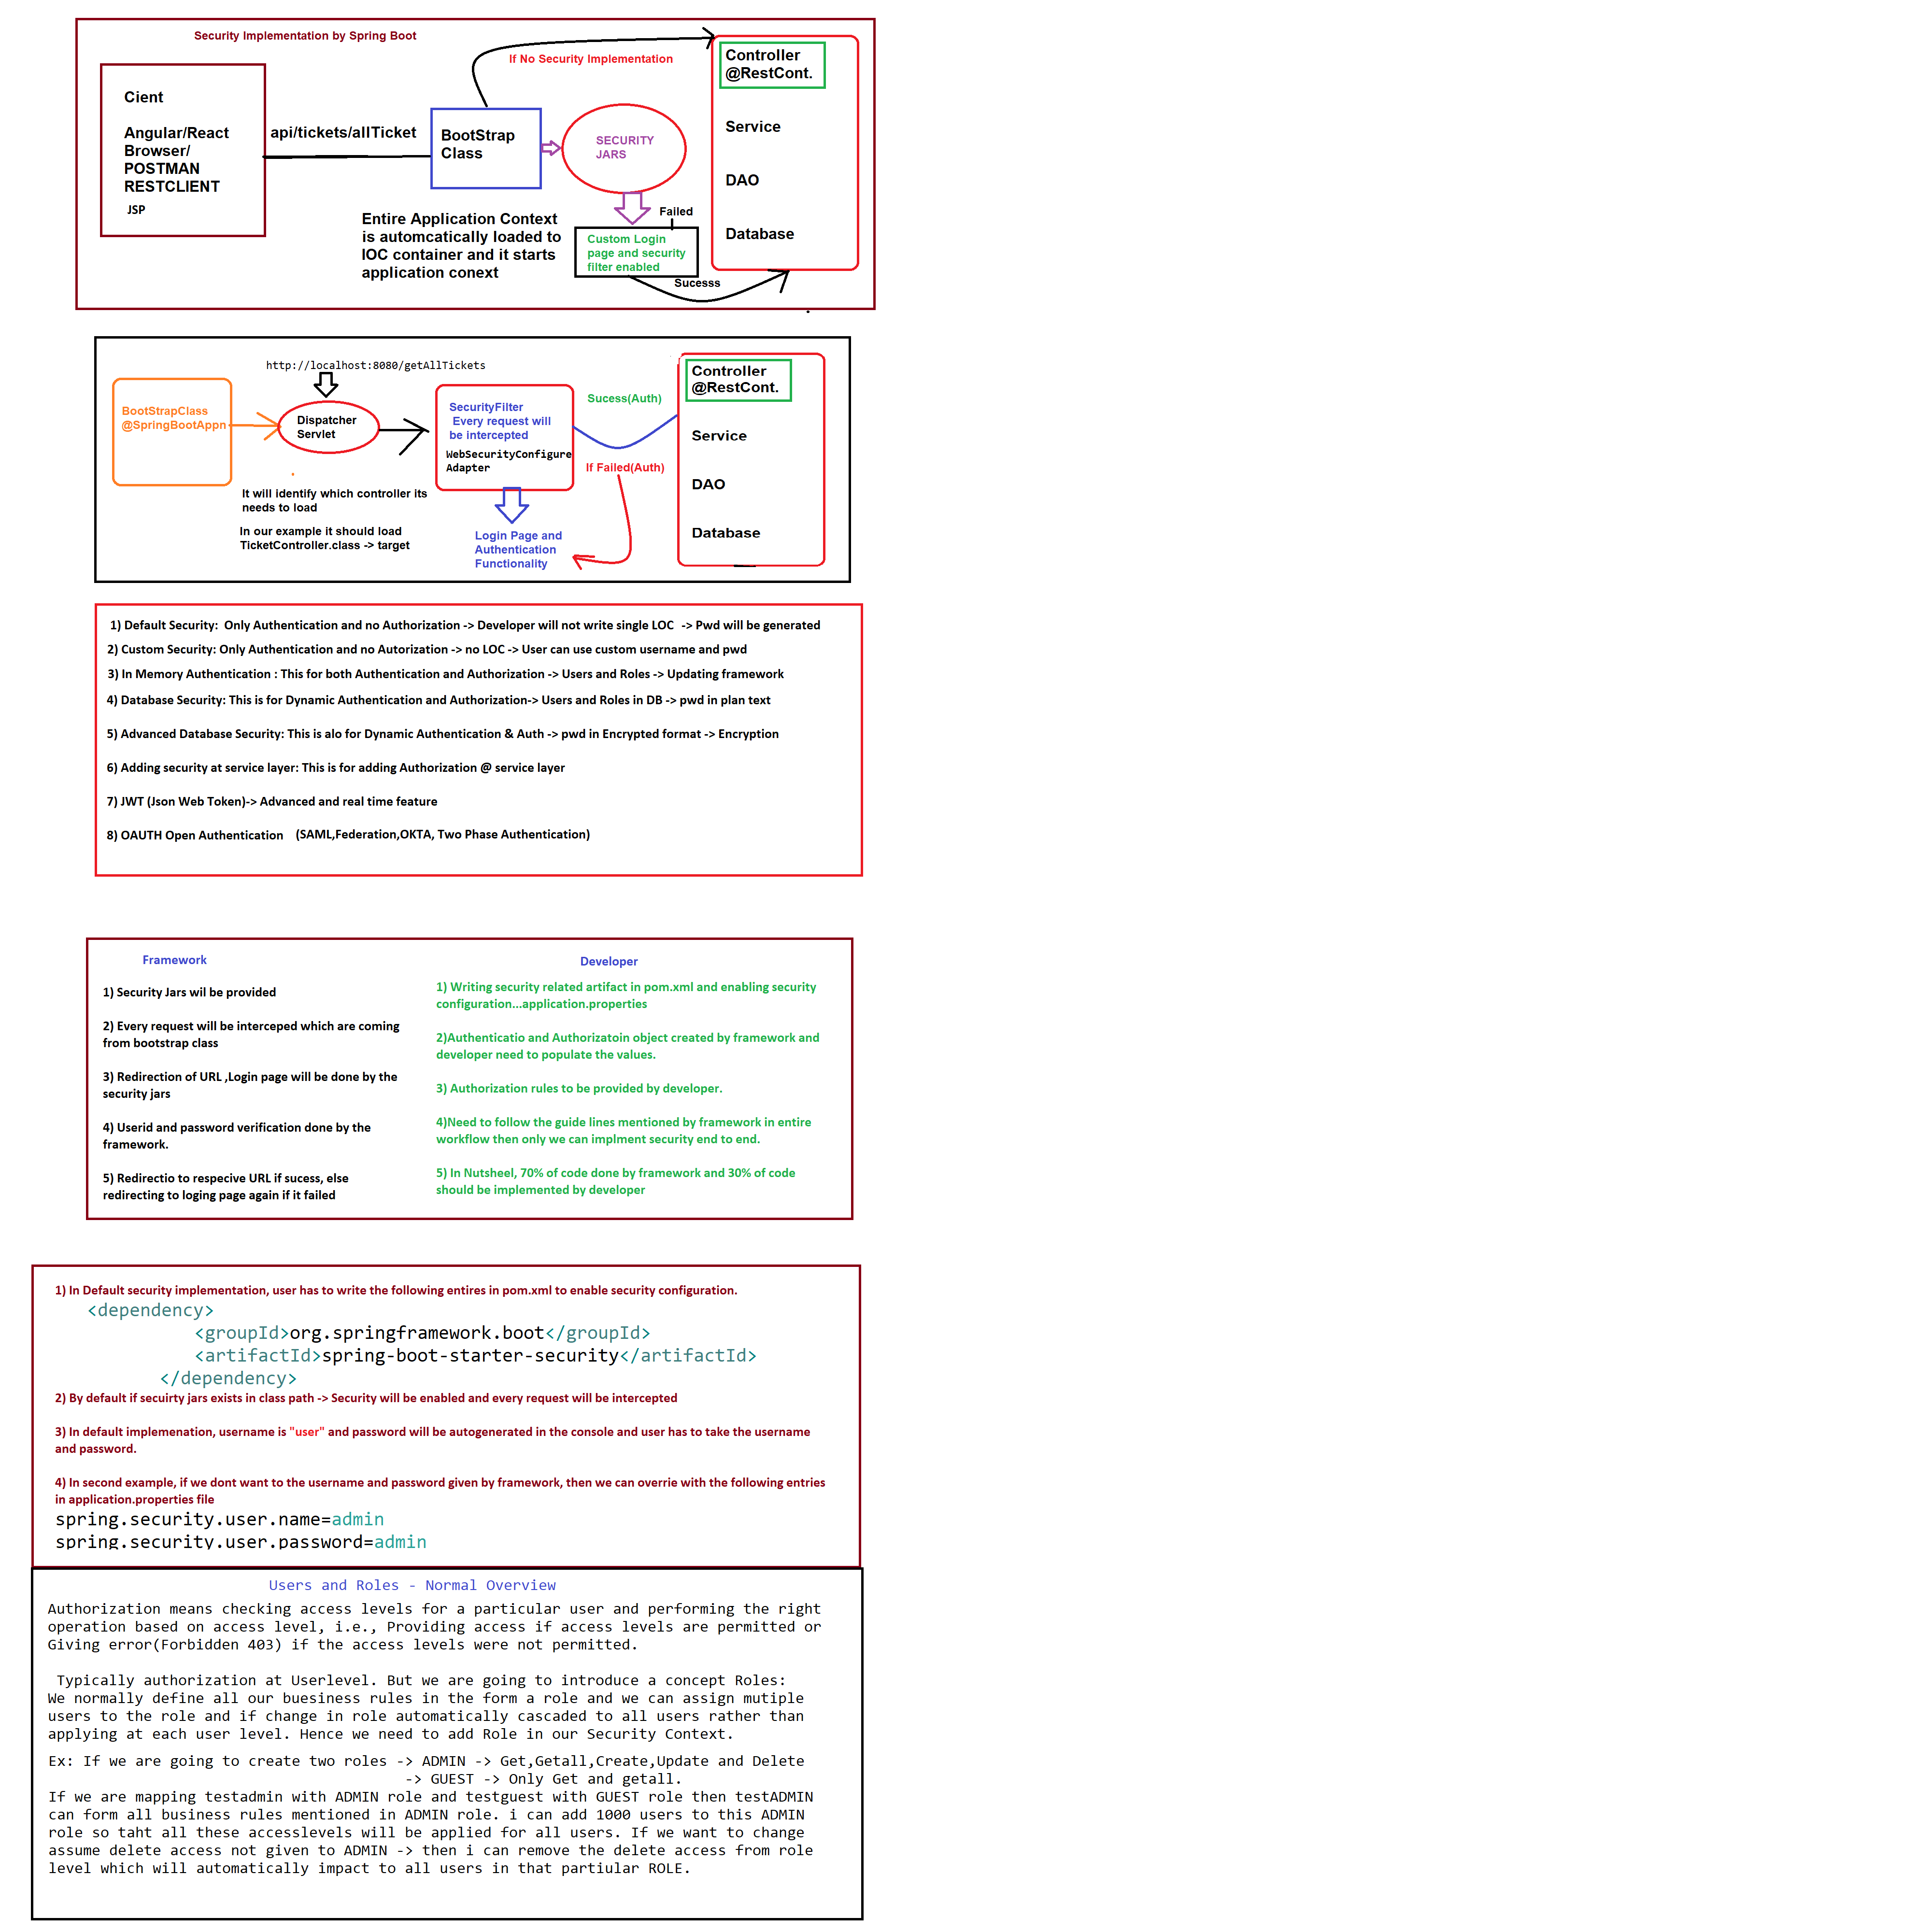 Security Implementation by Spring Boot
If No Security Implementation
Controller
@RestCont.
Cient
Angular/React
Browser/
POSTMAN
RESTCLIENT
JSP
api/tickets/allTicket
BootStrap
Class
SECURITY
JARS
Service
DAO
Database
Entire Application Context
is automcatically loaded to
IOC container and it starts
application conext
Failed
Custom Login
page and security
filter enabled
Sucesss
http://localhost:8080/getAllTickets
BootStrapClass
@SpringBootAppn
Dispatcher
Servlet
SecurityFilter
Every request will
be intercepted
WebSecurityConfigure
Adapter
Sucess(Auth)
If Failed(Auth)
Controller
@RestCont.
Service
DAO
Database
It will identify which controller its
needs to load
In our example it should load
TicketController.class -> target
Login Page and
Authentication
Functionality
1) Default Security:  Only Authentication and no Authorization -> Developer will not write single LOC  -> Pwd will be generated
2) Custom Security: Only Authentication and no Autorization -> no LOC -> User can use custom username and pwd
3) In Memory Authentication : This for both Authentication and Authorization -> Users and Roles -> Updating framework
4) Database Security: This is for Dynamic Authentication and Authorization-> Users and Roles in DB -> pwd in plan text
5) Advanced Database Security: This is alo for Dynamic Authentication & Auth -> pwd in Encrypted format -> Encryption
6) Adding security at service layer: This is for adding Authorization @ service layer
7) JWT (Json Web Token)-> Advanced and real time feature
8) OAUTH Open Authentication   (SAML,Federation,OKTA, Two Phase Authentication)
Framework
1) Security Jars wil be provided
2) Every request will be interceped which are coming
from bootstrap class
3) Redirection of URL ,Login page will be done by the
security jars
4) Userid and password verification done by the
framework.
5) Redirectio to respecive URL if sucess, else
redirecting to loging page again if it failed
Developer
1) Writing security related artifact in pom.xml and enabling security
configuration...application.properties
2)Authenticatio and Authorizatoin object created by framework and
developer need to populate the values.
3) Authorization rules to be provided by developer.
4)Need to follow the guide lines mentioned by framework in entire
workflow then only we can implment security end to end.
5) In Nutsheel, 70% of code done by framework and 30% of code
should be implemented by developer
1) In Default security implementation, user has to write the following entires in pom.xml to enable security configuration.
<dependency>
<groupId>org.springframework.boot</groupId>
<artifactId>spring-boot-starter-security</artifactId>
</dependency>
2) By default if secuirty jars exists in class path -> Security will be enabled and every request will be intercepted
3) In default implemenation, username is "user" and password will be autogenerated in the console and user has to take the username
and password.
4) In second example, if we dont want to the username and password given by framework, then we can overrie with the following entries
in application.properties file
spring.security.user.name=admin
spring.security.user.password=admin
Users and Roles - Normal Overview
Authorization means checking access levels for a particular user and performing the right
operation based on access level, i.e., Providing access if access levels are permitted or
Giving error(Forbidden 403) if the access levels were not permitted.
Typically authorization at Userlevel. But we are going to introduce a concept Roles:
We normally define all our buesiness rules in the form a role and we can assign mutiple
users to the role and if change in role automatically cascaded to all users rather than
applying at each user level. Hence we need to add Role in our Security Context.
Ex: If we are going to create two roles -> ADMIN -> Get,Getall,Create,Update and Delete
-> GUEST -> Only Get and getall.
If we are mapping testadmin with ADMIN role and testguest with GUEST role then testADMIN
can form all business rules mentioned in ADMIN role. i can add 1000 users to this ADMIN
role so taht all these accesslevels will be applied for all users. If we want to change
assume delete access not given to ADMIN -> then i can remove the delete access from role
level which will automatically impact to all users in that partiular ROLE.